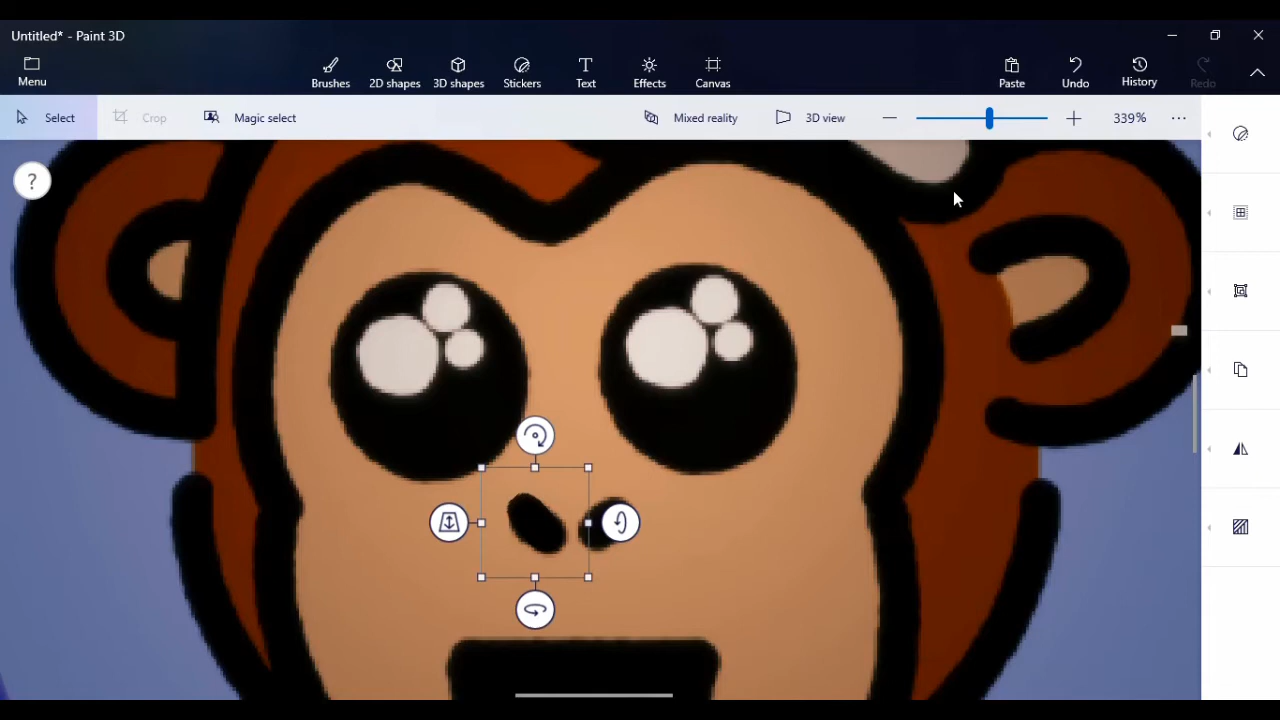 Untitled* - Paint 3D
Menu
Brushes
2D shapes
3D shapes
Stickers
Text
Effects
Canvas
Paste
Undo
History
Redo
Select
Crop
Magic select
Mixed reality
3D view
339%
?